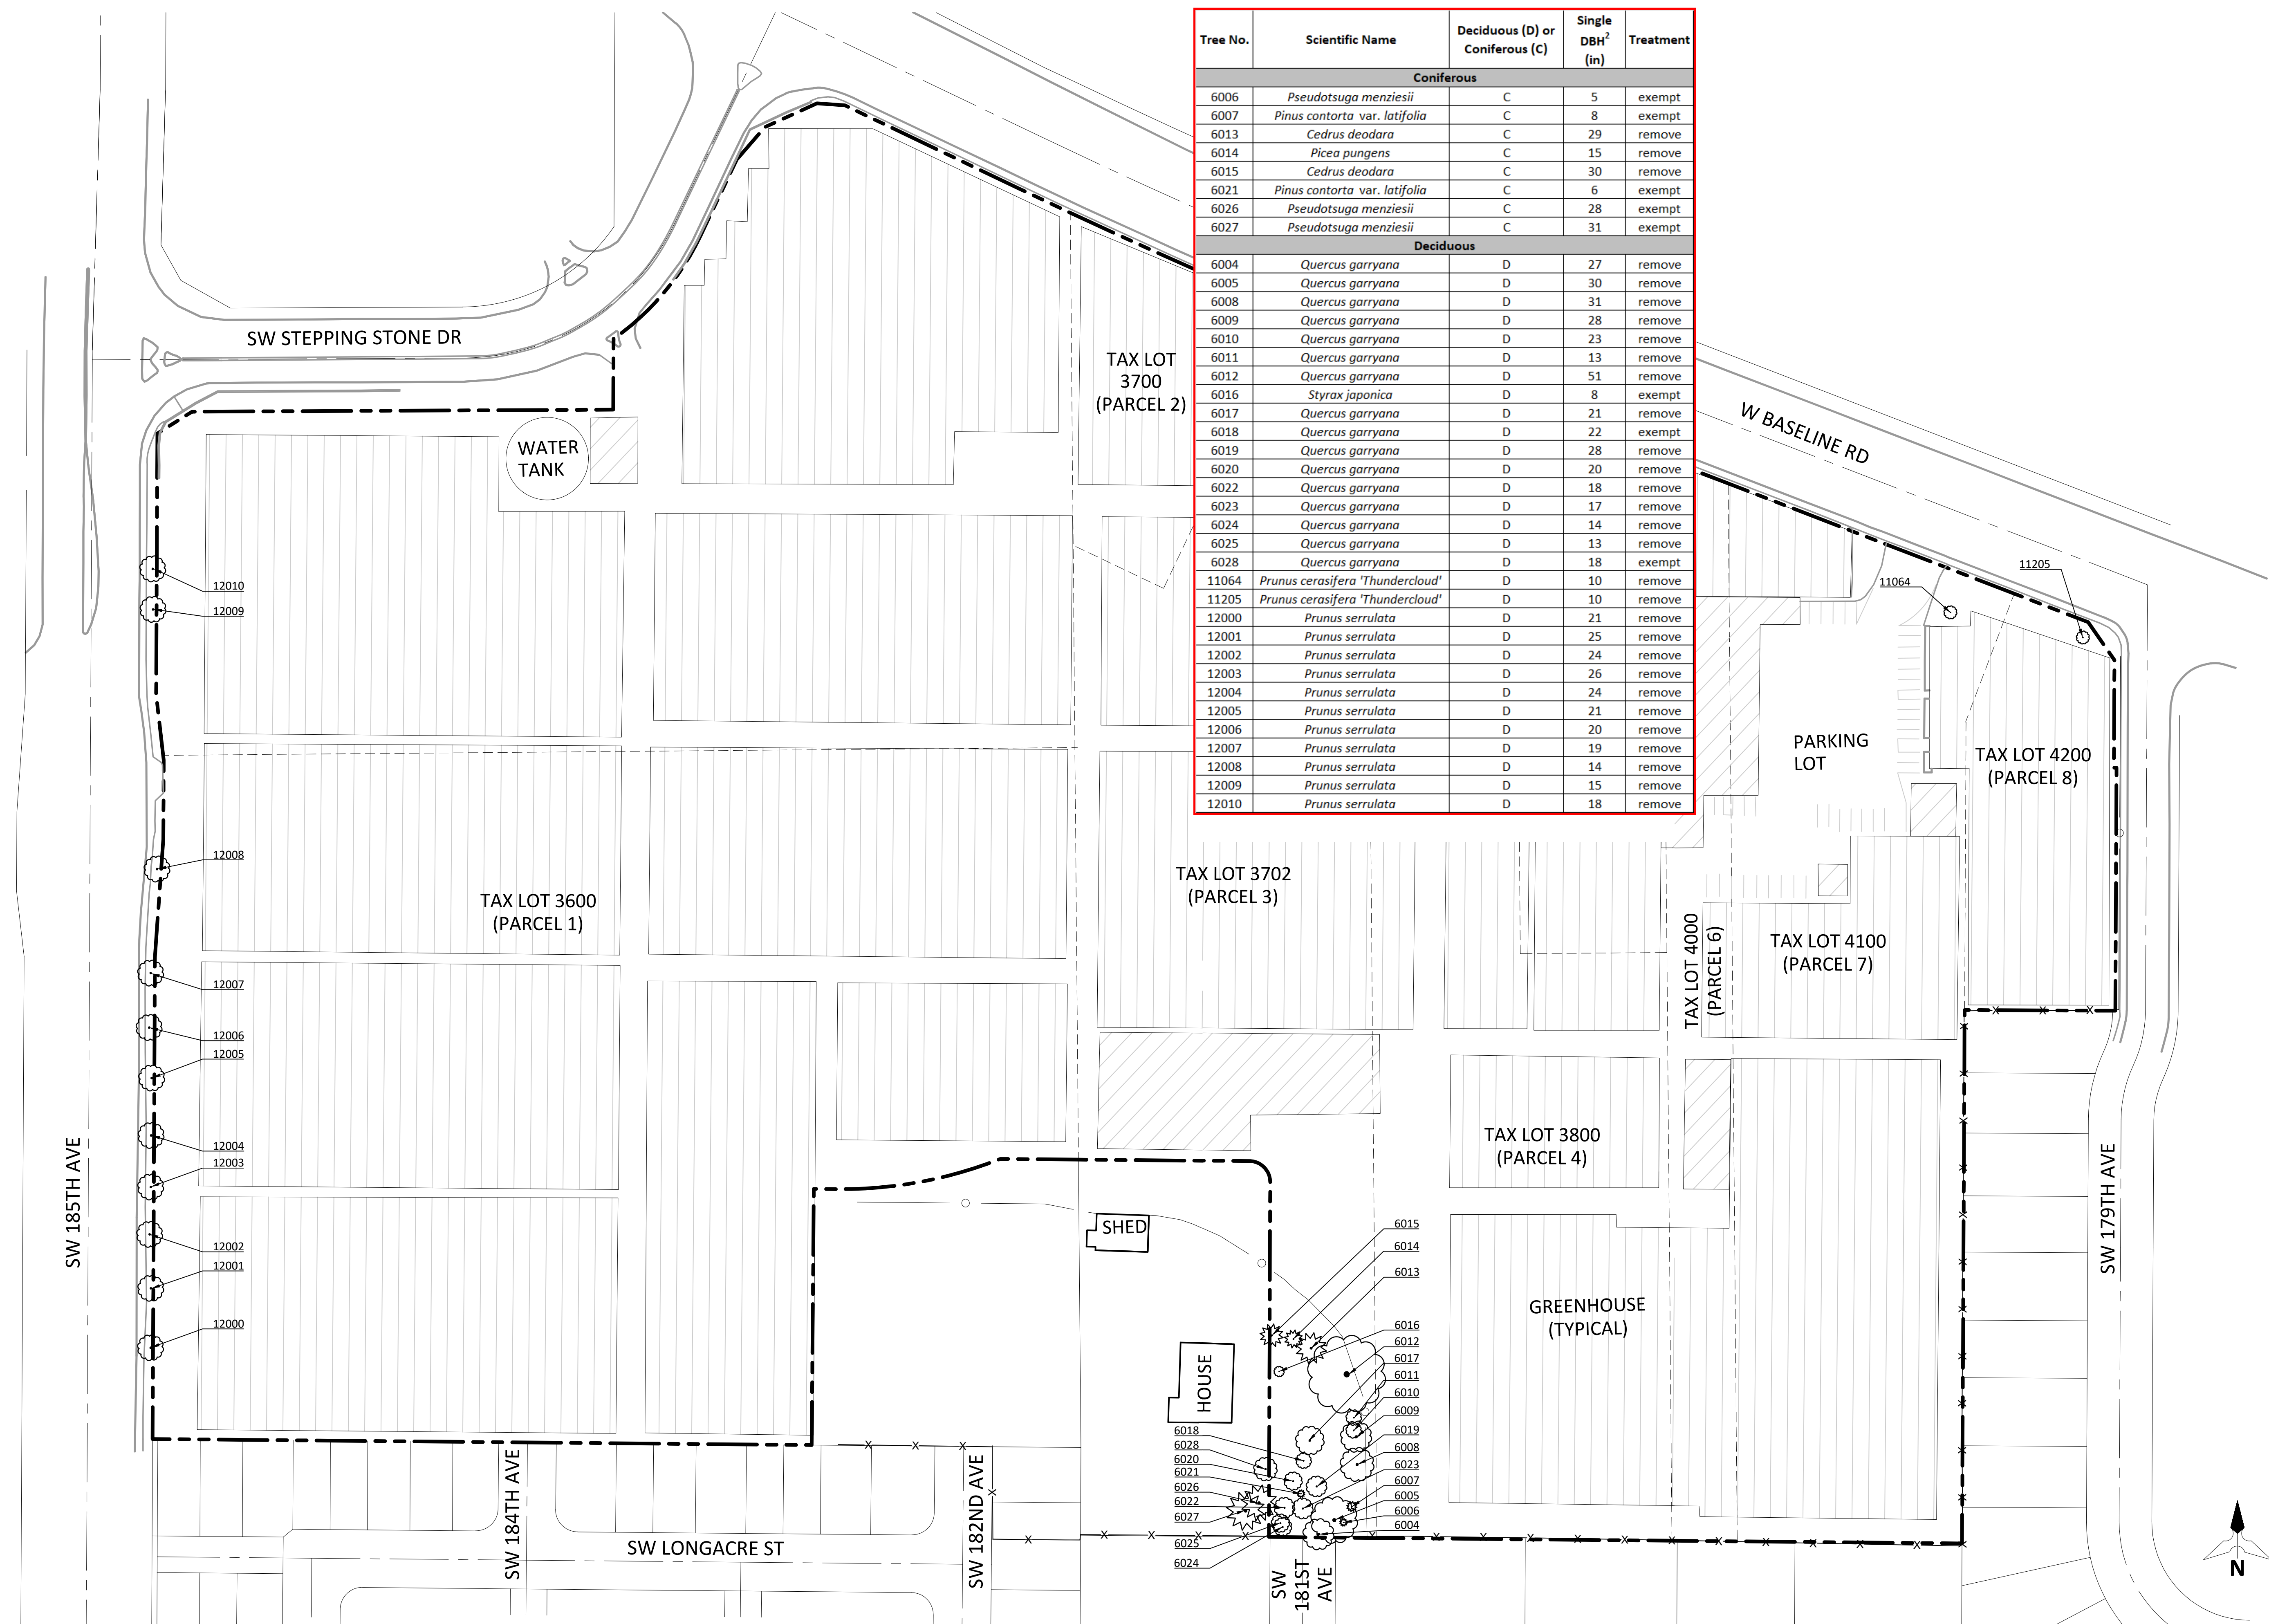 Tree No. Scientific Name Deciduous (D) or Coniferous (C) Single DBH2 (in) Treatment
Coniferous
6006 Pseudotsuga menziesii C 5 exempt
6007 Pinus contorta var. latifolia C 8 exempt
6013 Cedrus deodara C 29 remove
6014 Picea pungens C 15 remove
6015 Cedrus deodara C 30 remove
6021 Pinus contorta var. latifolia C 6 exempt
6026 Pseudotsuga menziesii C 28 exempt
6027 Pseudotsuga menziesii C 31 exempt
Deciduous
6004 Quercus garryana D 27 remove
6005 Quercus garryana D 30 remove
6008 Quercus garryana D 31 remove
6009 Quercus garryana D 28 remove
6010 Quercus garryana D 23 remove
6011 Quercus garryana D 13 remove
6012 Quercus garryana D 51 remove
6016 Styrax japonica D 8 exempt
6017 Quercus garryana D 21 remove
6018 Quercus garryana D 22 exempt
6019 Quercus garryana D 28 remove
6020 Quercus garryana D 20 remove
6022 Quercus garryana D 18 remove
6023 Quercus garryana D 17 remove
6024 Quercus garryana D 14 remove
6025 Quercus garryana D 13 remove
6028 Quercus garryana D 18 exempt
11064 Prunus cerasifera 'Thundercloud' D 10 remove
11205 Prunus cerasifera 'Thundercloud' D 10 remove
12000 Prunus serrulata D 21 remove
12001 Prunus serrulata D 25 remove
12002 Prunus serrulata D 24 remove
12003 Prunus serrulata D 26 remove
12004 Prunus serrulata D 24 remove
12005 Prunus serrulata D 21 remove
12006 Prunus serrulata D 20 remove
12007 Prunus serrulata D 19 remove
12008 Prunus serrulata D 14 remove
12009 Prunus serrulata D 15 remove
12010 Prunus serrulata D 18 remove
SW STEPPING STONE DR
TAX LOT
3700
(PARCEL 2)
W BASELINE RD
WATER
TANK
12010
12009
11064
11205
PARKING
LOT
TAX LOT 4200
(PARCEL 8)
12008
TAX LOT 3600
(PARCEL 1)
TAX LOT 3702
(PARCEL 3)
TAX LOT 4000
(PARCEL 6)
TAX LOT 4100
(PARCEL 7)
12007
12006
12005
12004
12003
12002
12001
12000
SW 185TH AVE
TAX LOT 3800
(PARCEL 4)
SW 179TH AVE
SHED
6015
6014
6013
GREENHOUSE
(TYPICAL)
HOUSE
6016
6012
6017
6011
6010
6009
6019
6008
6023
6007
6005
6006
6004
6018
6028
6020
6021
6026
6022
6027
6025
6024
SW 184TH AVE
SW LONGACRE ST
SW 182ND AVE
SW
181ST
AVE
N